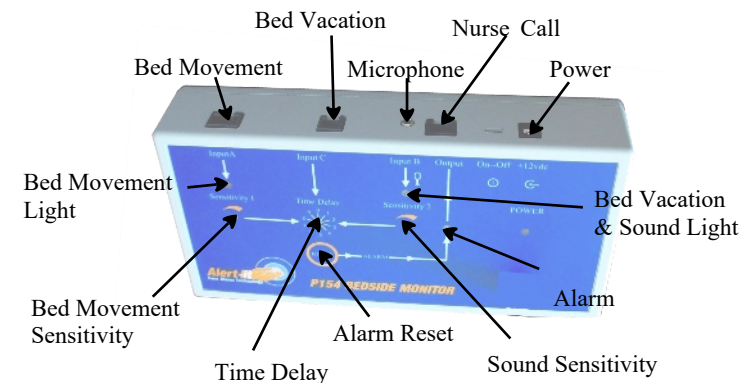 Bed Vacation
Nurse Call
Bed Movement
Microphone
Power
InputA
Input C
Input B
Output
On-Off
+12vdc
Bed Movement
Light
Sensitivity 1
Time Delay
Sensitivity 2
POWER
Bed Vacation
& Sound Light
ALARM
Alert-it
P154 BEDSIDE MONITOR
Alarm
Bed Movement
Sensitivity
Alarm Reset
Sound Sensitivity
Time Delay